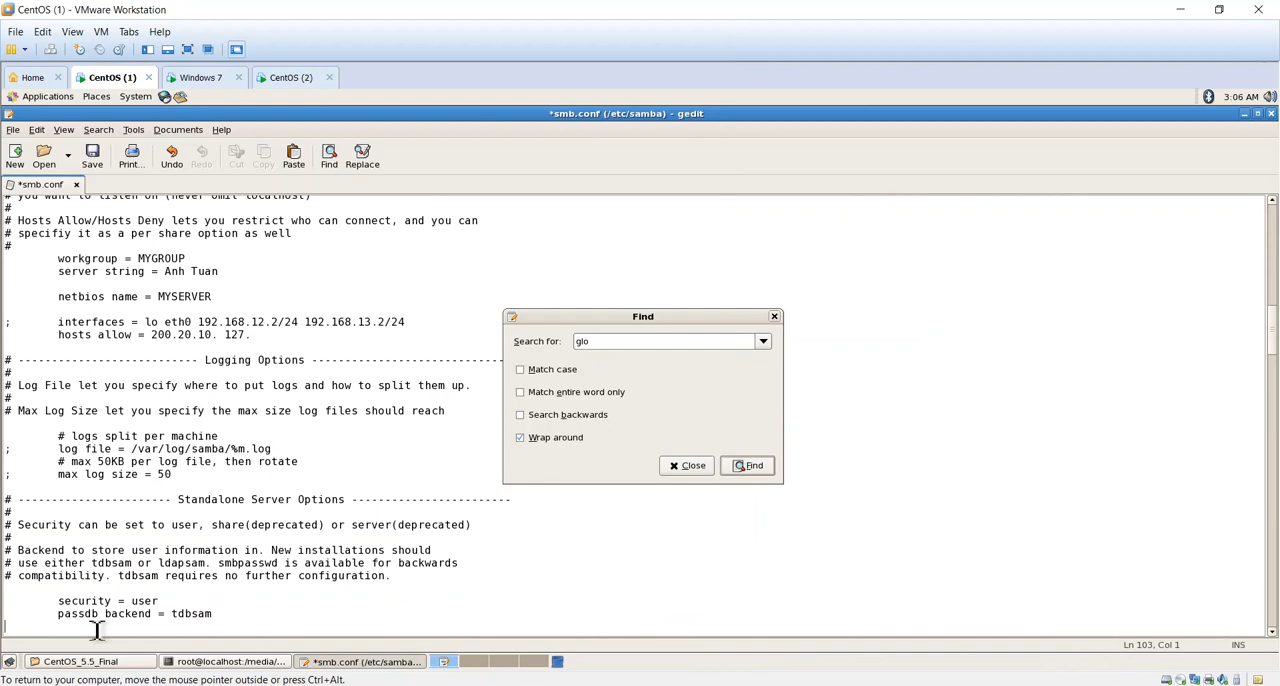 CentOS (1) - VMware Workstation
File Edit View VM Tabs Help
Home CentOS (1) Windows 7 CentOS (2)
Applications Places System 3:06 AM
*smb.conf (/etc/samba) - gedit
File Edit View Search Tools Documents Help
New Open Save Print... Undo Redo Cut Copy Paste Find Replace
*smb.conf
# you want to listen on (never omit localhost)
#
# Hosts Allow/Hosts Deny lets you restrict who can connect, and you can
# specifiy it as a per share option as well
#
workgroup = MYGROUP
server string = Anh Tuan
netbios name = MYSERVER
; interfaces = lo eth0 192.168.12.2/24 192.168.13.2/24
hosts allow = 200.20.10. 127.
# --------------------------- Logging Options -----------------------------
#
# Log File let you specify where to put logs and how to split them up.
#
# Max Log Size let you specify the max size log files should reach
# logs split per machine
; log file = /var/log/samba/%m.log
# max 50KB per log file, then rotate
; max log size = 50
# ----------------------- Standalone Server Options ------------------------
#
# Security can be set to user, share(deprecated) or server(deprecated)
#
# Backend to store user information in. New installations should
# use either tdbsam or ldapsam. smbpasswd is available for backwards
# compatibility. tdbsam requires no further configuration.
security = user
passdb backend = tdbsam
Find
Search for: glo
Match case
Match entire word only
Search backwards
Wrap around
Close Find
Ln 103, Col 1 INS
CentOS_5.5_Final root@localhost:/media/... *smb.conf (/etc/samba...
To return to your computer, move the mouse pointer outside or press Ctrl+Alt.